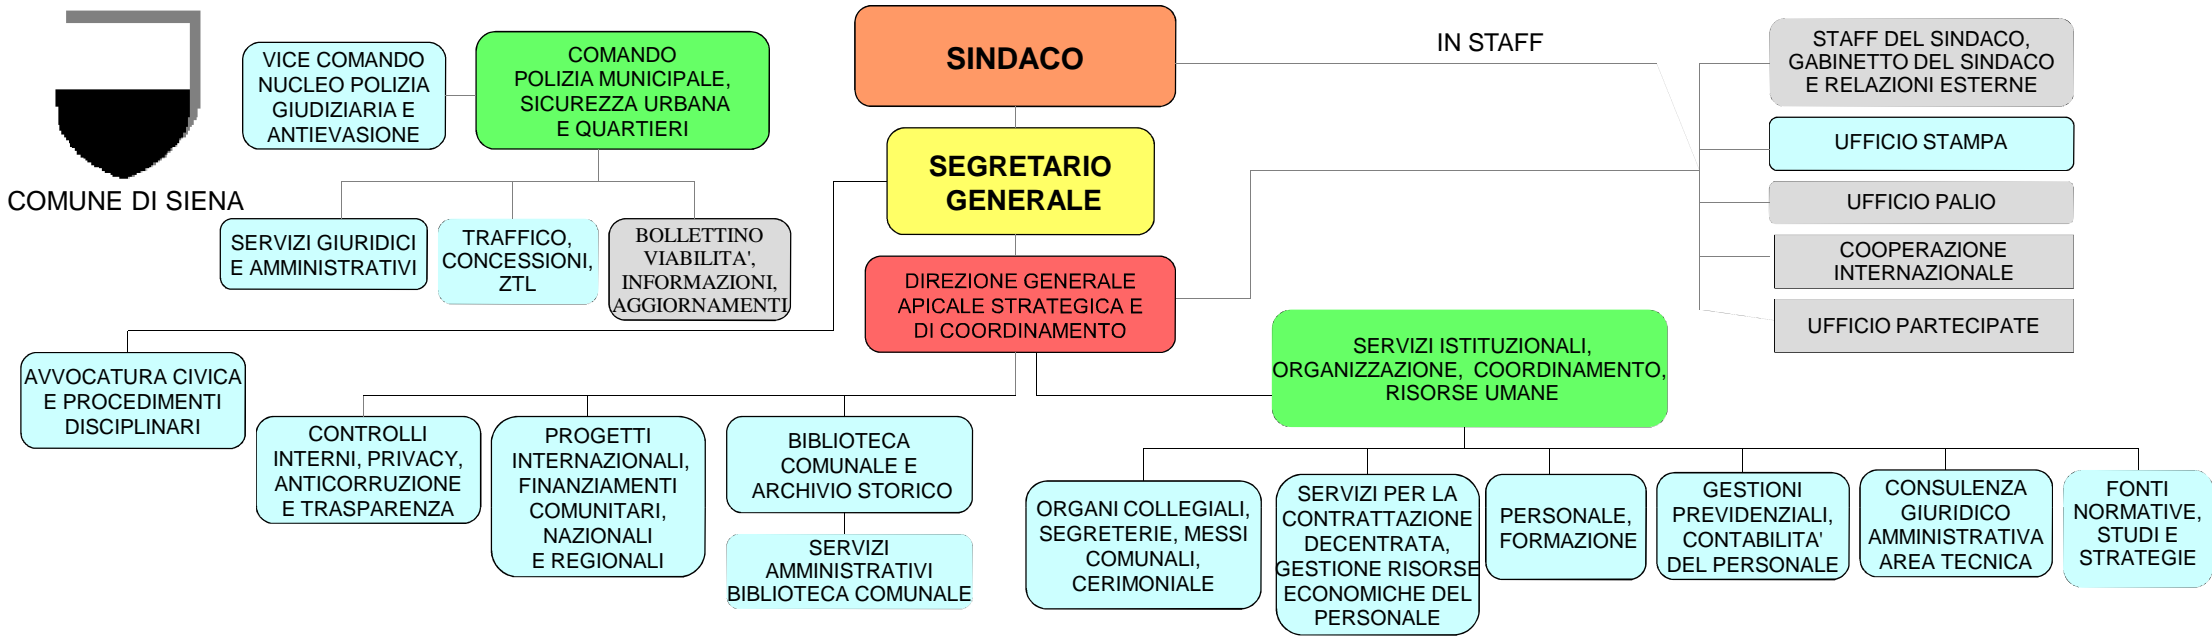 COMUNE DI SIENA
VICE COMANDO
NUCLEO POLIZIA
GIUDIZIARIA E
ANTIEVASIONE
COMANDO
POLIZIA MUNICIPALE,
SICUREZZA URBANA
E QUARTIERI
SERVIZI GIURIDICI
E AMMINISTRATIVI
TRAFFICO,
CONCESSIONI,
ZTL
BOLLETTINO
VIABILITA',
INFORMAZIONI,
AGGIORNAMENTI
SINDACO
IN STAFF
SEGRETARIO
GENERALE
DIREZIONE GENERALE
APICALE STRATEGICA E
DI COORDINAMENTO
STAFF DEL SINDACO,
GABINETTO DEL SINDACO
E RELAZIONI ESTERNE
UFFICIO STAMPA
UFFICIO PALIO
COOPERAZIONE
INTERNAZIONALE
UFFICIO PARTECIPATE
AVVOCATURA CIVICA
E PROCEDIMENTI
DISCIPLINARI
CONTROLLI
INTERNI, PRIVACY,
ANTICORRUZIONE
E TRASPARENZA
PROGETTI
INTERNAZIONALI,
FINANZIAMENTI
COMUNITARI,
NAZIONALI
E REGIONALI
BIBLIOTECA
COMUNALE E
ARCHIVIO STORICO
SERVIZI
AMMINISTRATIVI
BIBLIOTECA COMUNALE
SERVIZI ISTITUZIONALI,
ORGANIZZAZIONE, COORDINAMENTO,
RISORSE UMANE
ORGANI COLLEGIALI,
SEGRETERIE, MESSI
COMUNALI,
CERIMONIALE
SERVIZI PER LA
CONTRATTAZIONE
DECENTRATA,
GESTIONE RISORSE
ECONOMICHE DEL
PERSONALE
PERSONALE,
FORMAZIONE
GESTIONI
PREVIDENZIALI,
CONTABILITA'
DEL PERSONALE
CONSULENZA
GIURIDICO
AMMINISTRATIVA
AREA TECNICA
FONTI
NORMATIVE,
STUDI E
STRATEGIE